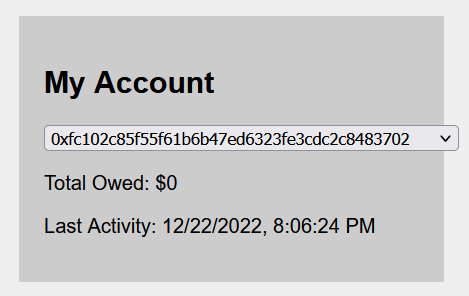 My Account
0xfc102c85f55f61b6b47ed6323fe3cdc2c8483702
Total Owed: $0
Last Activity: 12/22/2022, 8:06:24 PM